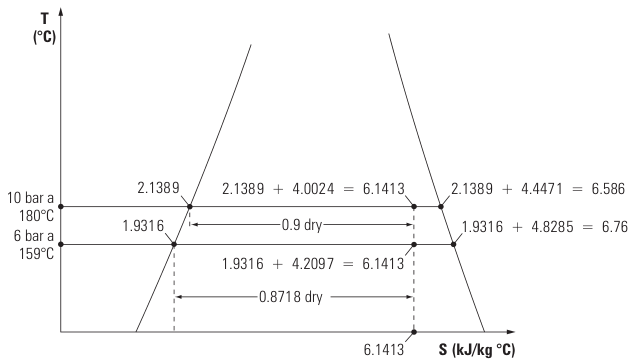 T
(°C)
10 bar a
180°C
6 bar a
159°C
2.1389
2.1389 + 4.0024 = 6.1413
2.1389 + 4.4471 = 6.586
1.9316
0.9 dry
1.9316 + 4.8285 = 6.76
1.9316 + 4.2097 = 6.1413
0.8718 dry
6.1413
S (kJ/kg °C)